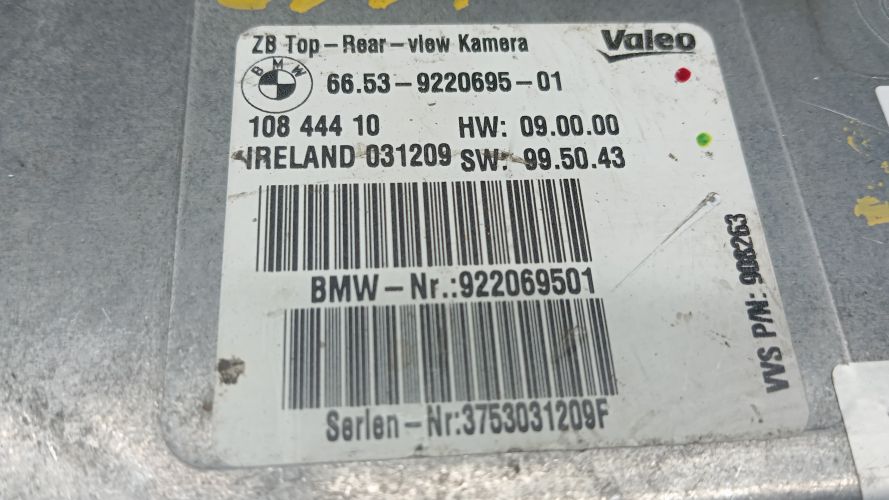 ZB Top-Rear-view Kamera
Valeo
BMW
66.53-9220695-01
108 444 10 HW: 09.00.00
IRELAND 031209 SW: 99.50.43
BMW-Nr.:922069501
Serien-Nr:3753031209F
VVS P/N: 908263